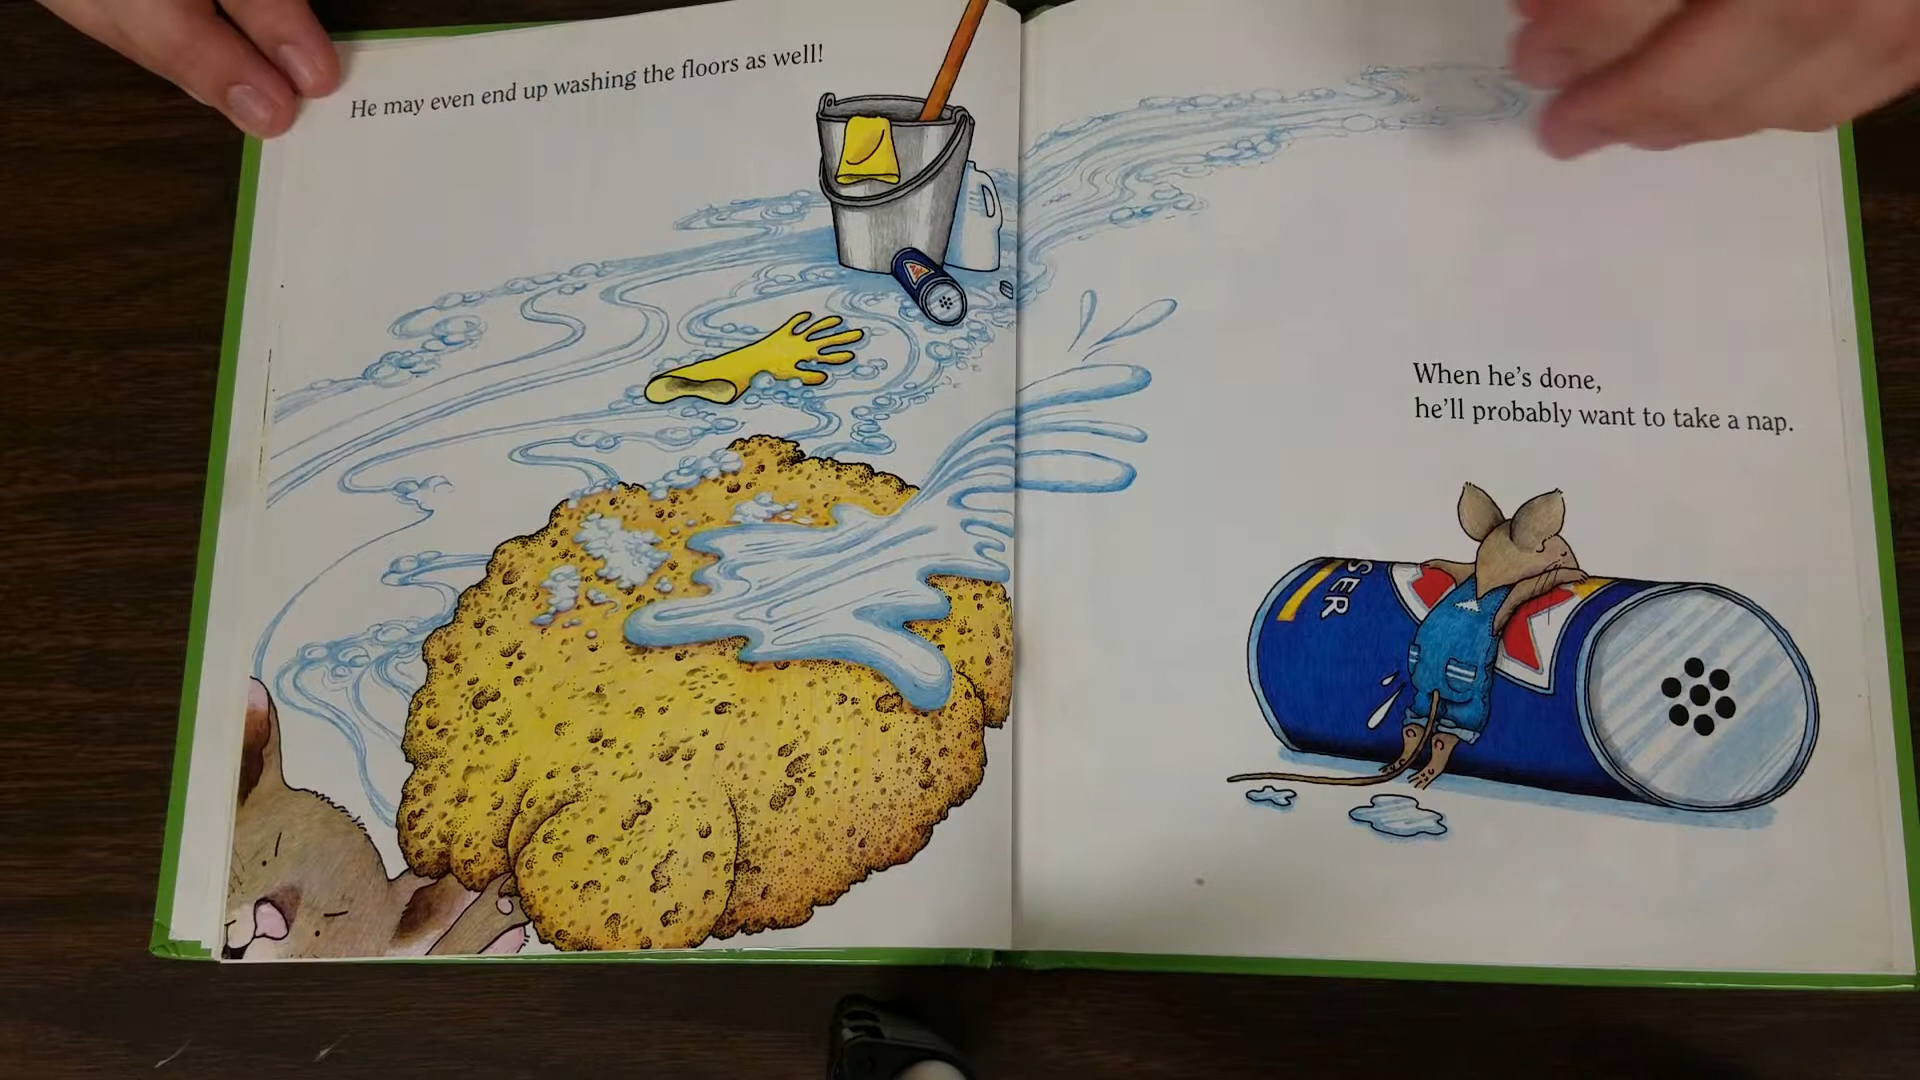 He may even end up washing the floors as well!
When he's done,
he'll probably want to take a nap.
SER